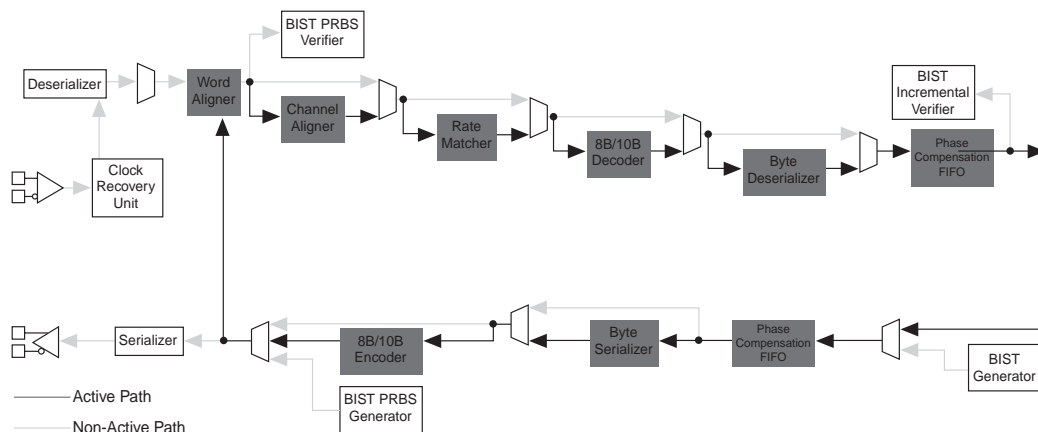 BIST PRBS
Verifier
Deserializer
Word
Aligner
Channel
Aligner
Rate
Matcher
8B/10B
Decoder
Byte
Deserializer
BIST
Incremental
Verifier
Phase
Compensation
FIFO
Clock
Recovery
Unit
Serializer
8B/10B
Encoder
BIST PRBS
Generator
Byte
Serializer
Phase
Compensation
FIFO
BIST
Generator
Active Path
Non-Active Path